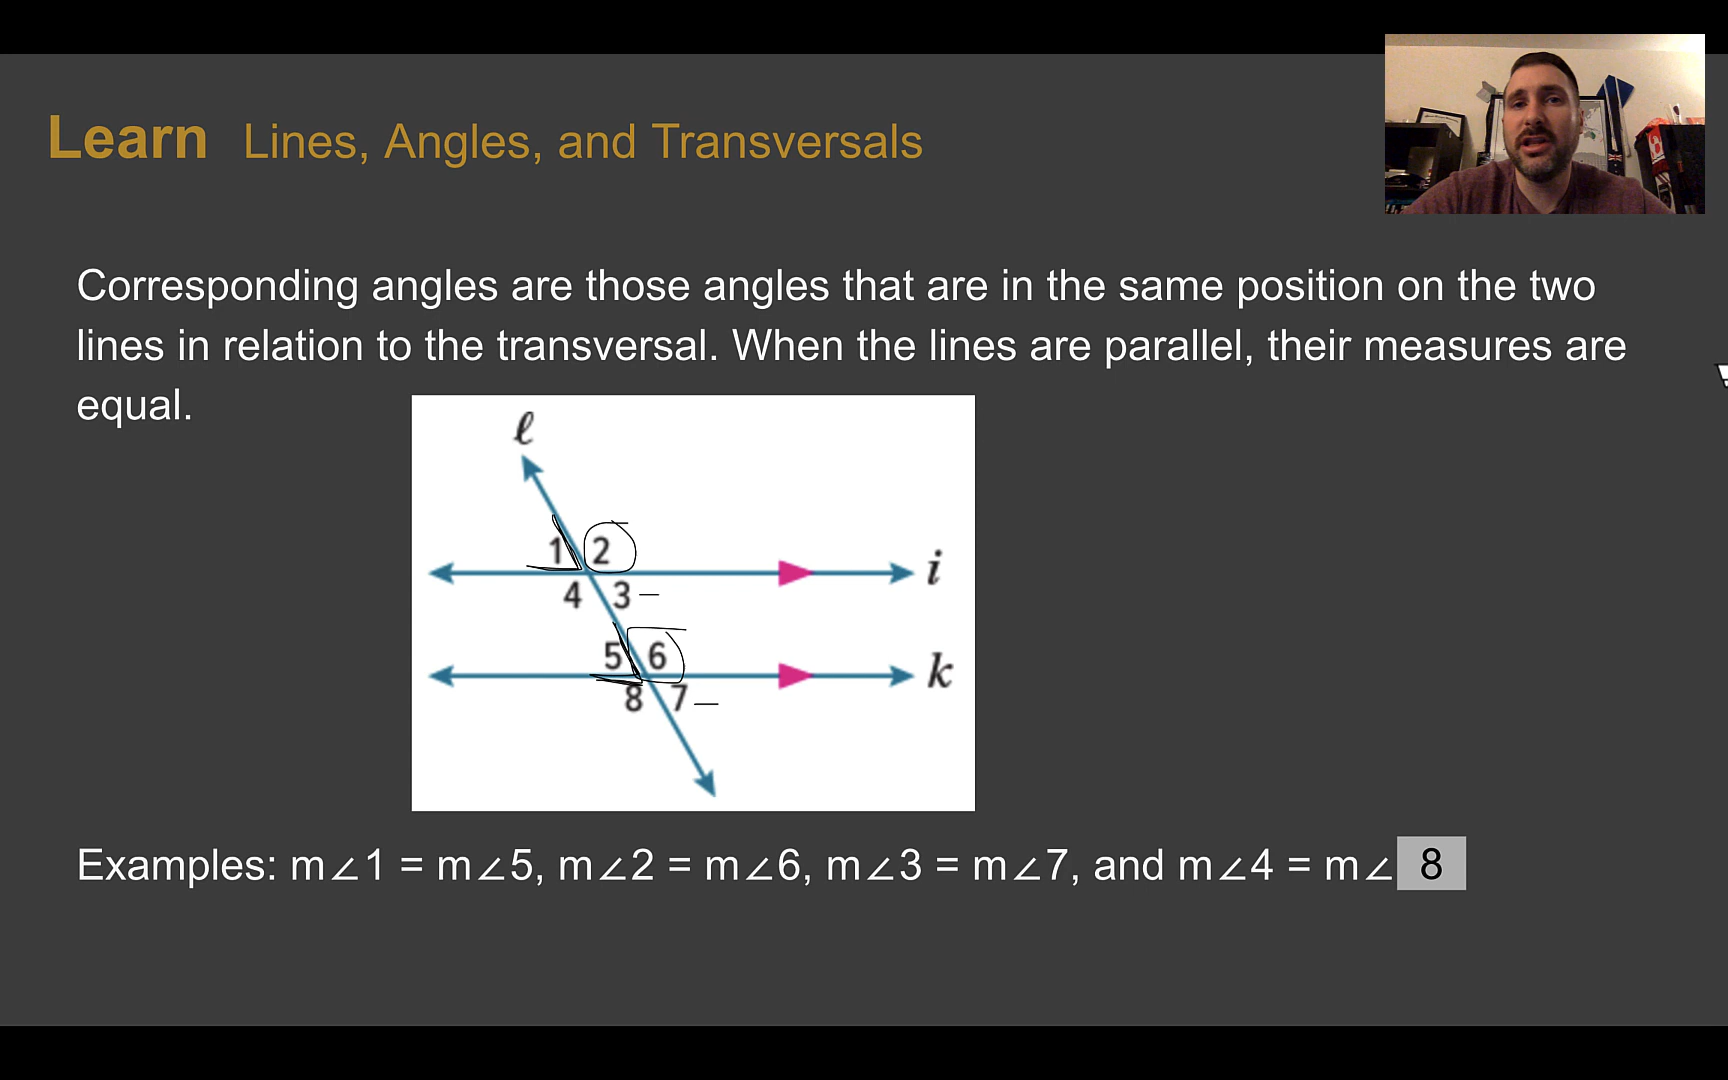 Learn Lines, Angles, and Transversals
Corresponding angles are those angles that are in the same position on the two
lines in relation to the transversal. When the lines are parallel, their measures are
equal.
ℓ
1 2
i
4 3
5 6
k
8 7
Examples: m∠1 = m∠5, m∠2 = m∠6, m∠3 = m∠7, and m∠4 = m∠ 8